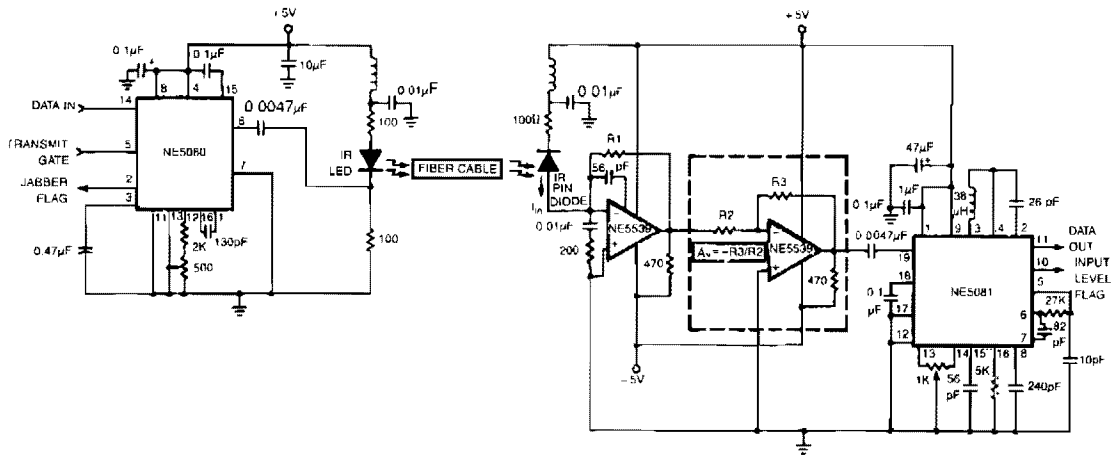 +5V
0.1µF
0.1µF
10µF
8 4 15
DATA IN
14
0.0047µF
6
NE5080
TRANSMIT
GATE
5
7
JABBER
FLAG
2
3
11 13 12 16 1
0.47µF
2K
130pF
500
0.01µF
100
IR
LED
100
FIBER CABLE
+5V
0.01µF
100Ω
IR
PIN
DIODE
Iin
R1
56
pF
0.01µF
200
NE5539
470
−
+
-5V
R2
R3
Av = -R3/R2
NE5539
470
−
+
47µF
+
1µF
0.1µF
38
µH
26 pF
0.0047µF
1 9 3 4 2
19
18
17
12
0.1
µF
NE5081
11
DATA
OUT
10
INPUT
LEVEL
FLAG
5
27K
6
82
pF
7
10pF
13 14 15 16 8
1K
56
pF
5K
240pF